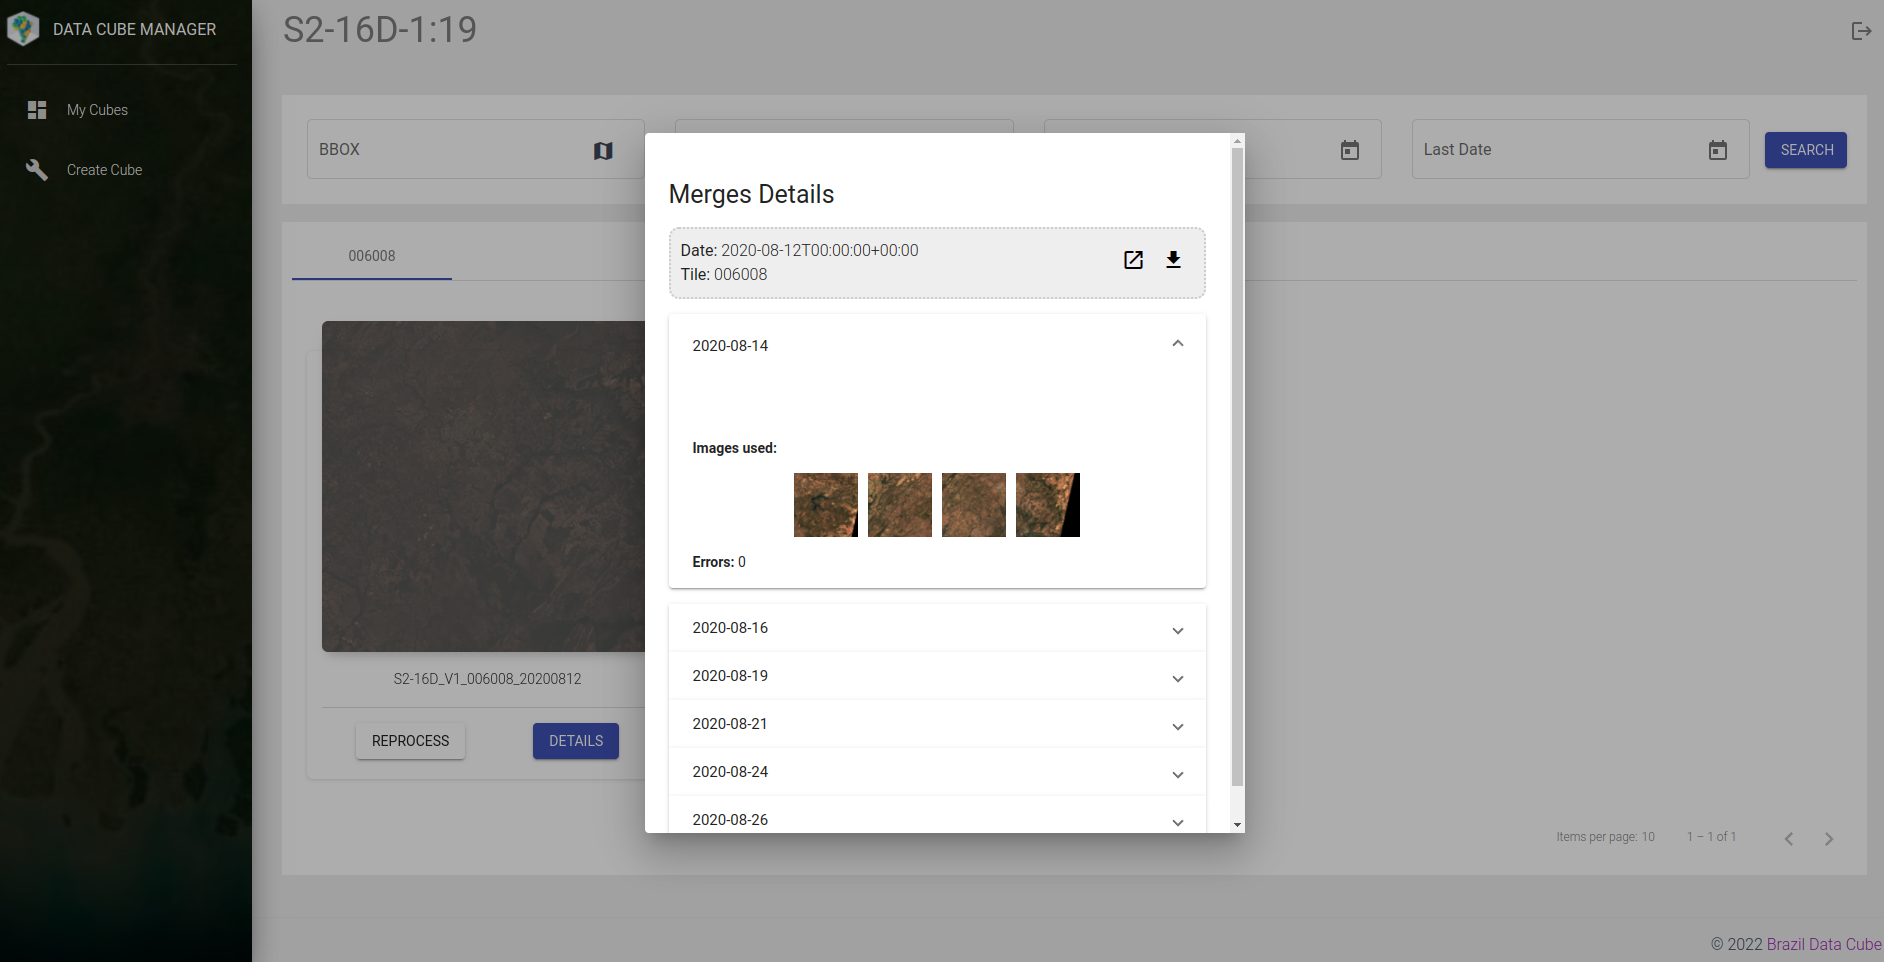 DATA CUBE MANAGER
My Cubes
Create Cube
S2-16D-1:19
BBOX
Last Date
SEARCH
006008
S2-16D_V1_006008_20200812
REPROCESS
DETAILS
Merges Details
Date: 2020-08-12T00:00:00+00:00
Tile: 006008
2020-08-14
Images used:
Errors: 0
2020-08-16
2020-08-19
2020-08-21
2020-08-24
2020-08-26
Items per page: 10
1 – 1 of 1
© 2022 Brazil Data Cube